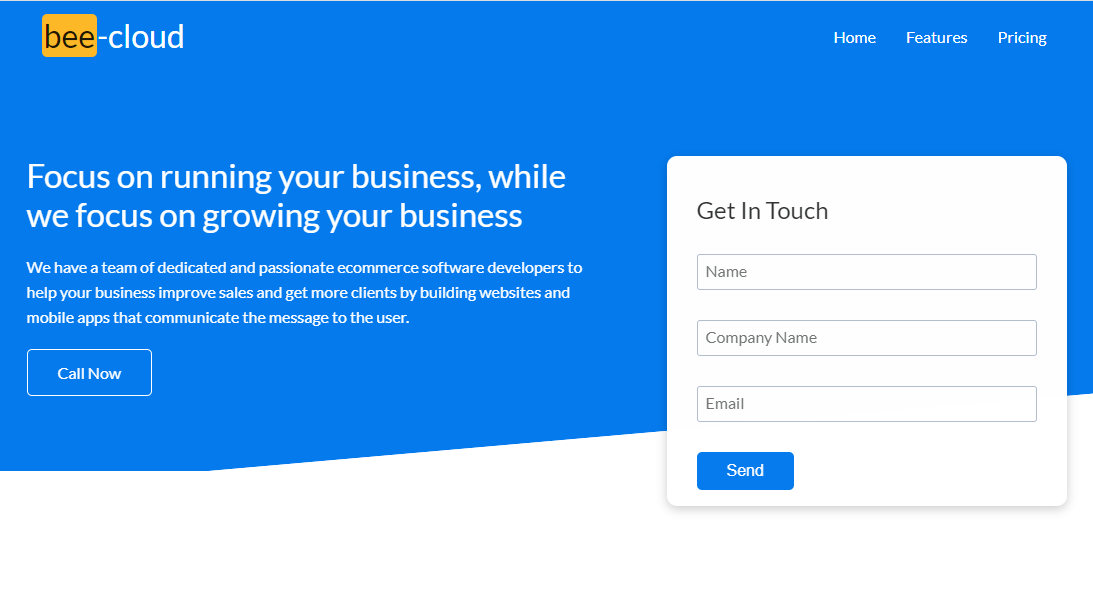 bee-cloud
Home Features Pricing
Focus on running your business, while
we focus on growing your business
We have a team of dedicated and passionate ecommerce software developers to
help your business improve sales and get more clients by building websites and
mobile apps that communicate the message to the user.
Call Now
Get In Touch
Name
Company Name
Email
Send